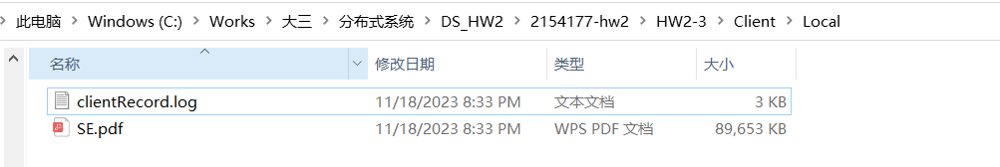 此电脑 > Windows (C:) > Works > 大三 > 分布式系统 > DS_HW2 > 2154177-hw2 > HW2-3 > Client > Local
名称 修改日期 类型 大小
clientRecord.log 11/18/2023 8:33 PM 文本文档 3 KB
SE.pdf 11/18/2023 8:33 PM WPS PDF 文档 89,653 KB